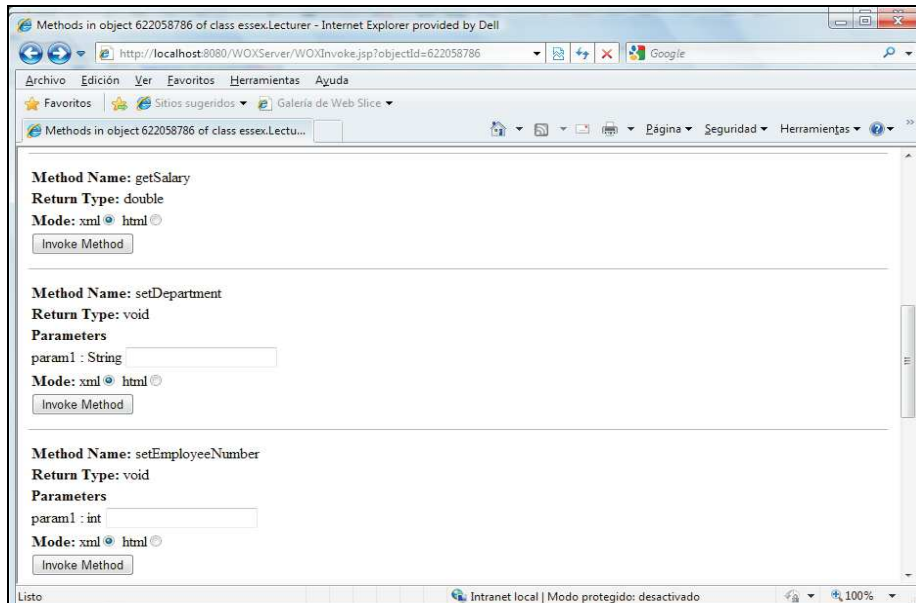 Methods in object 622058786 of class essex.Lecturer - Internet Explorer provided by Dell
http://localhost:8080/WOXServer/WOXInvoke.jsp?objectId=622058786
Google
Archivo Edición Ver Favoritos Herramientas Ayuda
Favoritos Sitios sugeridos Galería de Web Slice
Methods in object 622058786 of class essex.Lectu... Página Seguridad Herramientas
Method Name: getSalary
Return Type: double
Mode: xml html
Invoke Method
Method Name: setDepartment
Return Type: void
Parameters
param1 : String
Mode: xml html
Invoke Method
Method Name: setEmployeeNumber
Return Type: void
Parameters
param1 : int
Mode: xml html
Invoke Method
Listo Intranet local | Modo protegido: desactivado 100%